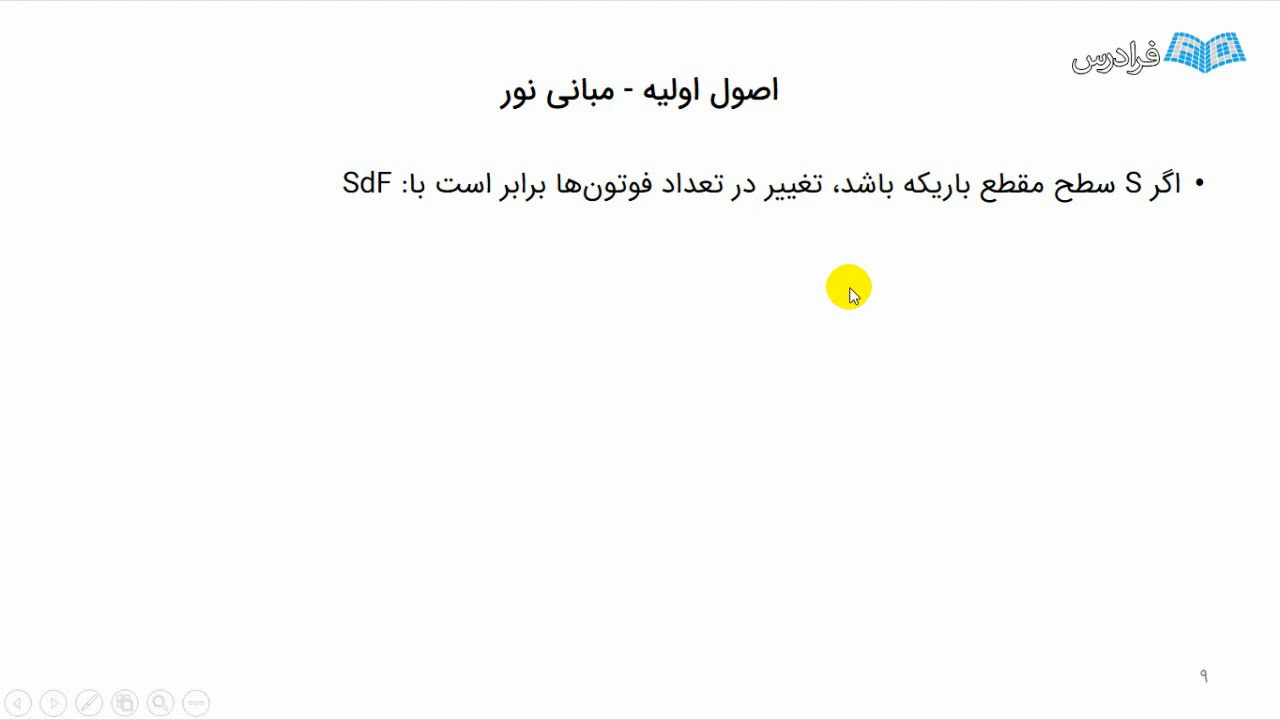 فرادرس
اصول اولیه - مبانی نور
• اگر S سطح مقطع باریکه باشد، تغییر در تعداد فوتون‌ها برابر است با: SdF
۹